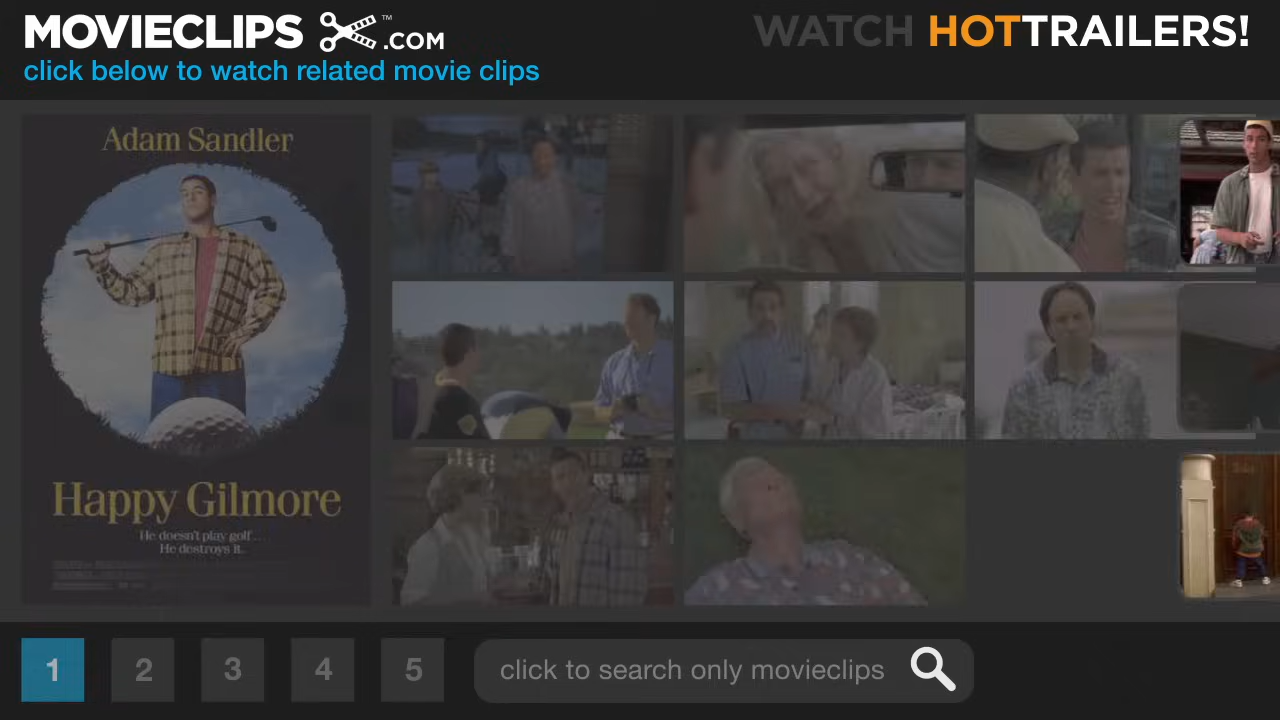 MOVIECLIPS ™ .COM
click below to watch related movie clips
WATCH HOTTRAILERS!
Adam Sandler
Happy Gilmore
He doesn't play golf . . . .
He destroys it.
1 2 3 4 5
click to search only movieclips